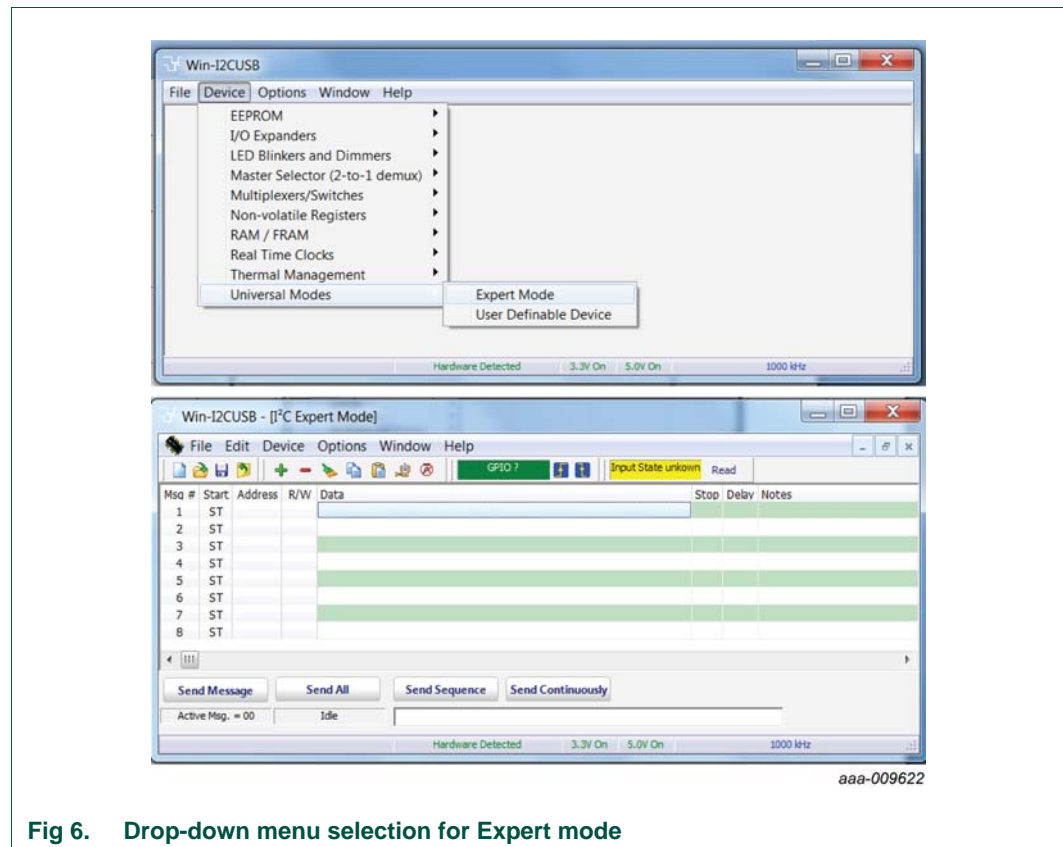 Win-I2CUSB
File Device Options Window Help
EEPROM
I/O Expanders
LED Blinkers and Dimmers
Master Selector (2-to-1 demux)
Multiplexers/Switches
Non-volatile Registers
RAM / FRAM
Real Time Clocks
Thermal Management
Universal Modes
Expert Mode
User Definable Device
Hardware Detected 3.3V On 5.0V On 1000 kHz
Win-I2CUSB - [I²C Expert Mode]
File Edit Device Options Window Help
GPIO ? Input State unkown Read
Msg # Start Address R/W Data Stop Delay Notes
1 ST
2 ST
3 ST
4 ST
5 ST
6 ST
7 ST
8 ST
Send Message Send All Send Sequence Send Continuously
Active Msg. = 00 Idle
Hardware Detected 3.3V On 5.0V On 1000 kHz
aaa-009622
Fig 6. Drop-down menu selection for Expert mode